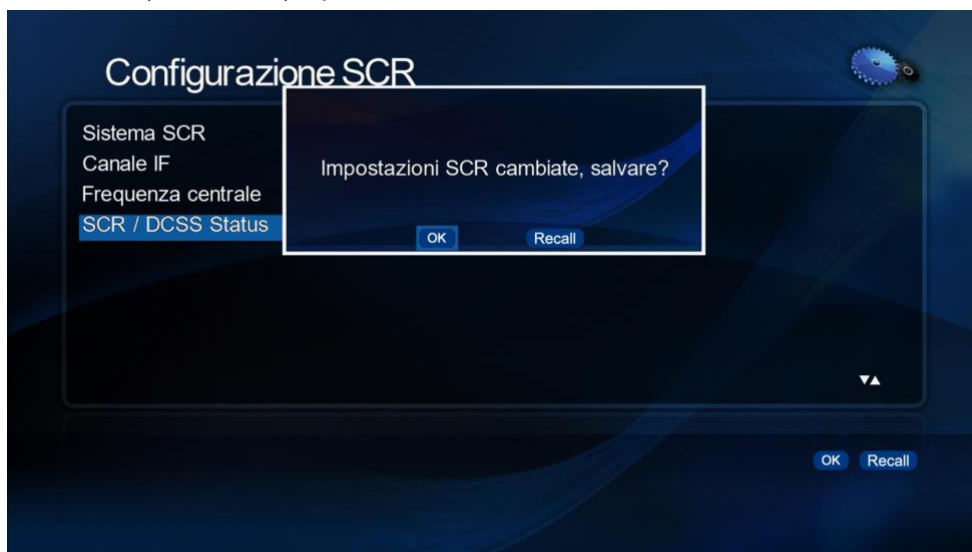 Configurazione SCR
Sistema SCR
Canale IF
Frequenza centrale
SCR / DCSS Status
Impostazioni SCR cambiate, salvare?
OK Recall
OK Recall